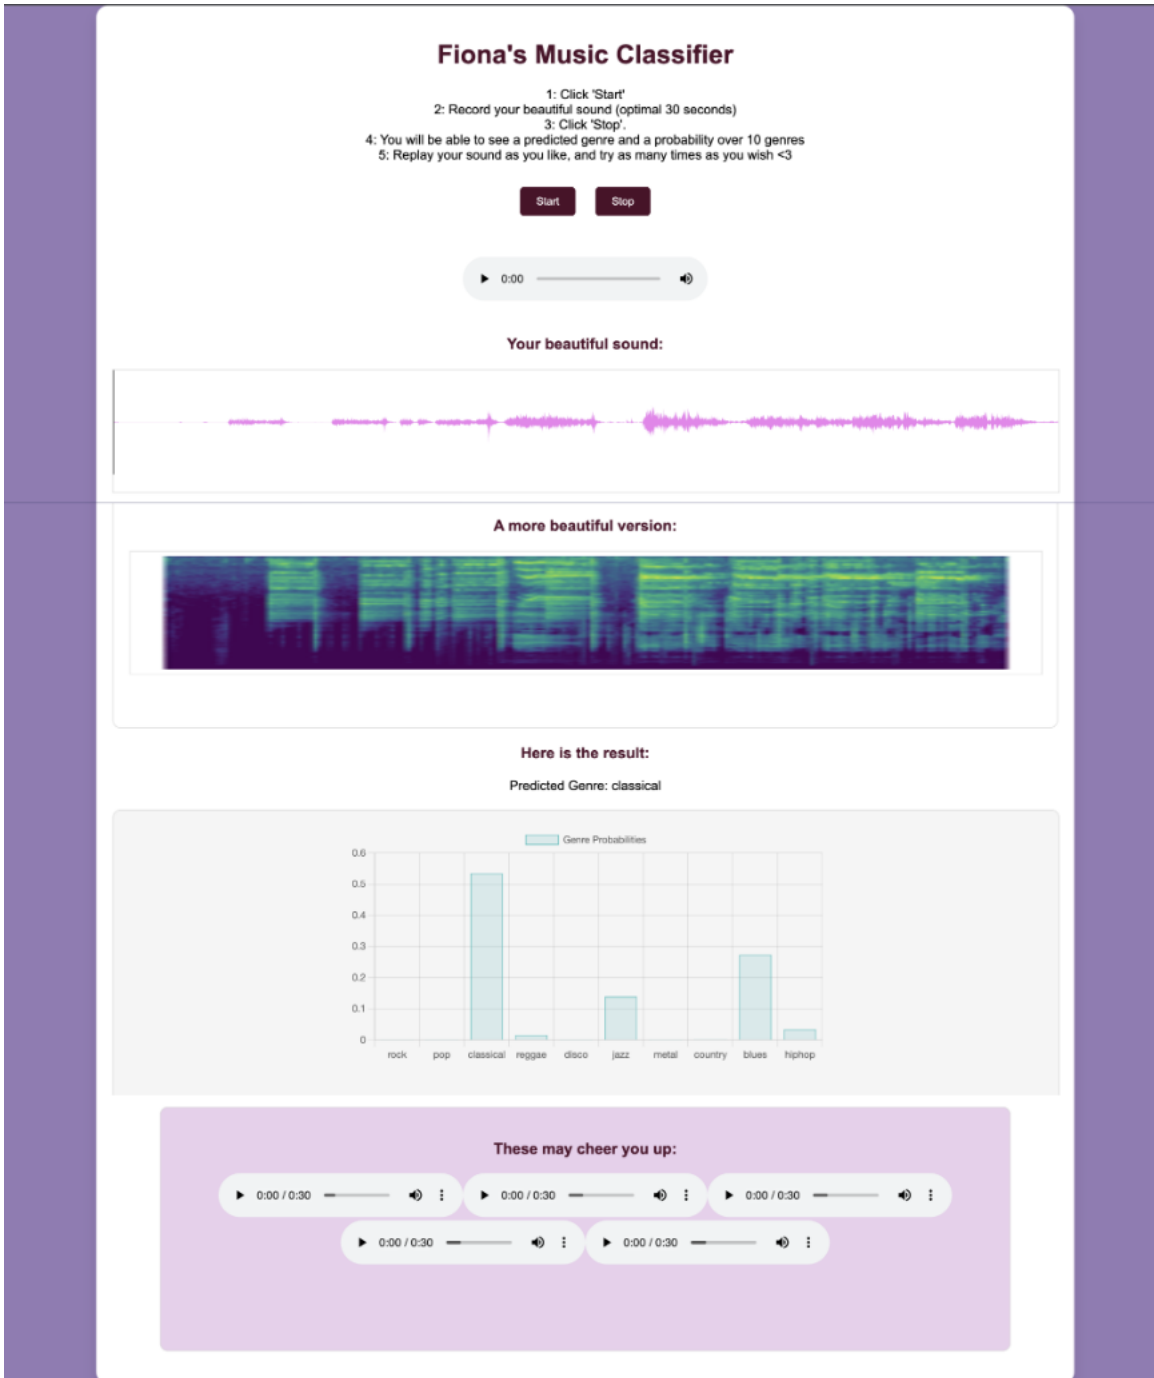 Fiona's Music Classifier
1: Click 'Start'
2: Record your beautiful sound (optimal 30 seconds)
3: Click 'Stop'.
4: You will be able to see a predicted genre and a probability over 10 genres
5: Replay your sound as you like, and try as many times as you wish <3
Start Stop
0:00
Your beautiful sound:
A more beautiful version:
Here is the result:
Predicted Genre: classical
Genre Probabilities
0.6
0.5
0.4
0.3
0.2
0.1
0
rock pop classical reggae disco jazz metal country blues hiphop
These may cheer you up:
0:00 / 0:30 0:00 / 0:30 0:00 / 0:30
0:00 / 0:30 0:00 / 0:30